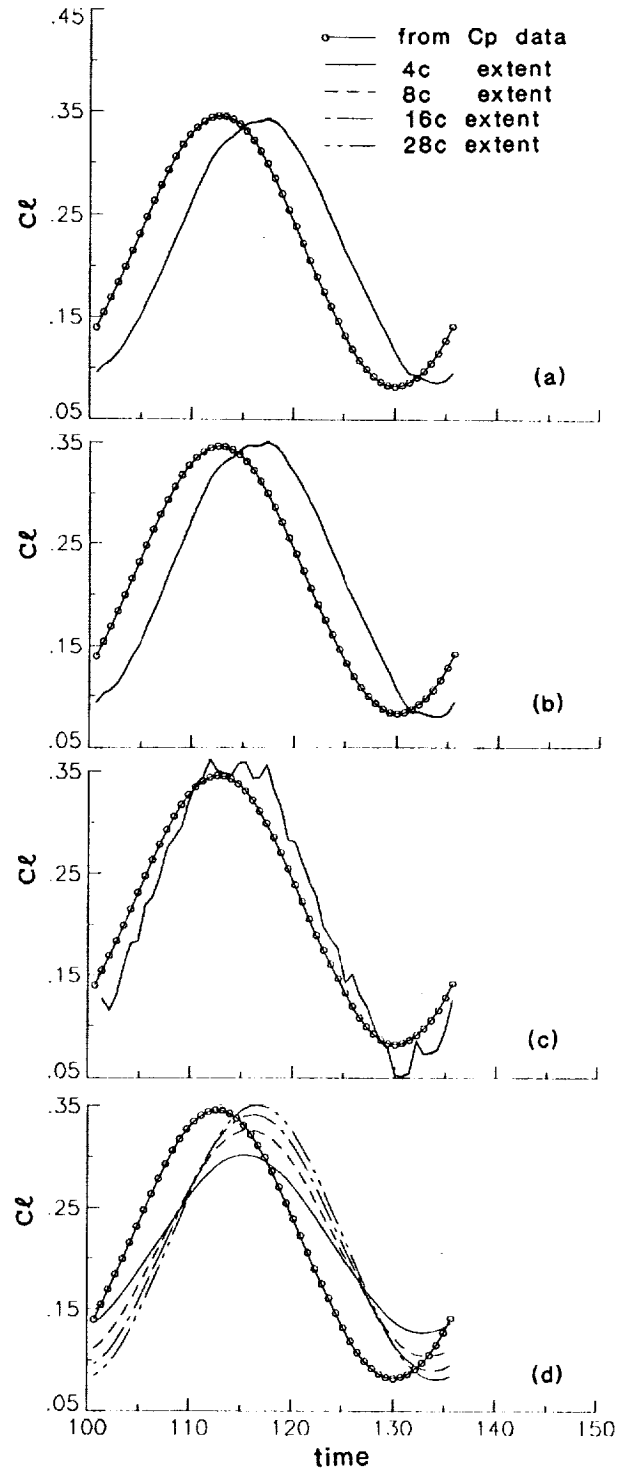 from Cp data
4c extent
8c extent
16c extent
28c extent
.45
.35
.25
.15
.05
Cℓ
(a)
.35
.25
.15
.05
Cℓ
(b)
.35
.25
.15
.05
Cℓ
(c)
.35
.25
.15
.05
Cℓ
(d)
100 110 120 130 140 150
time